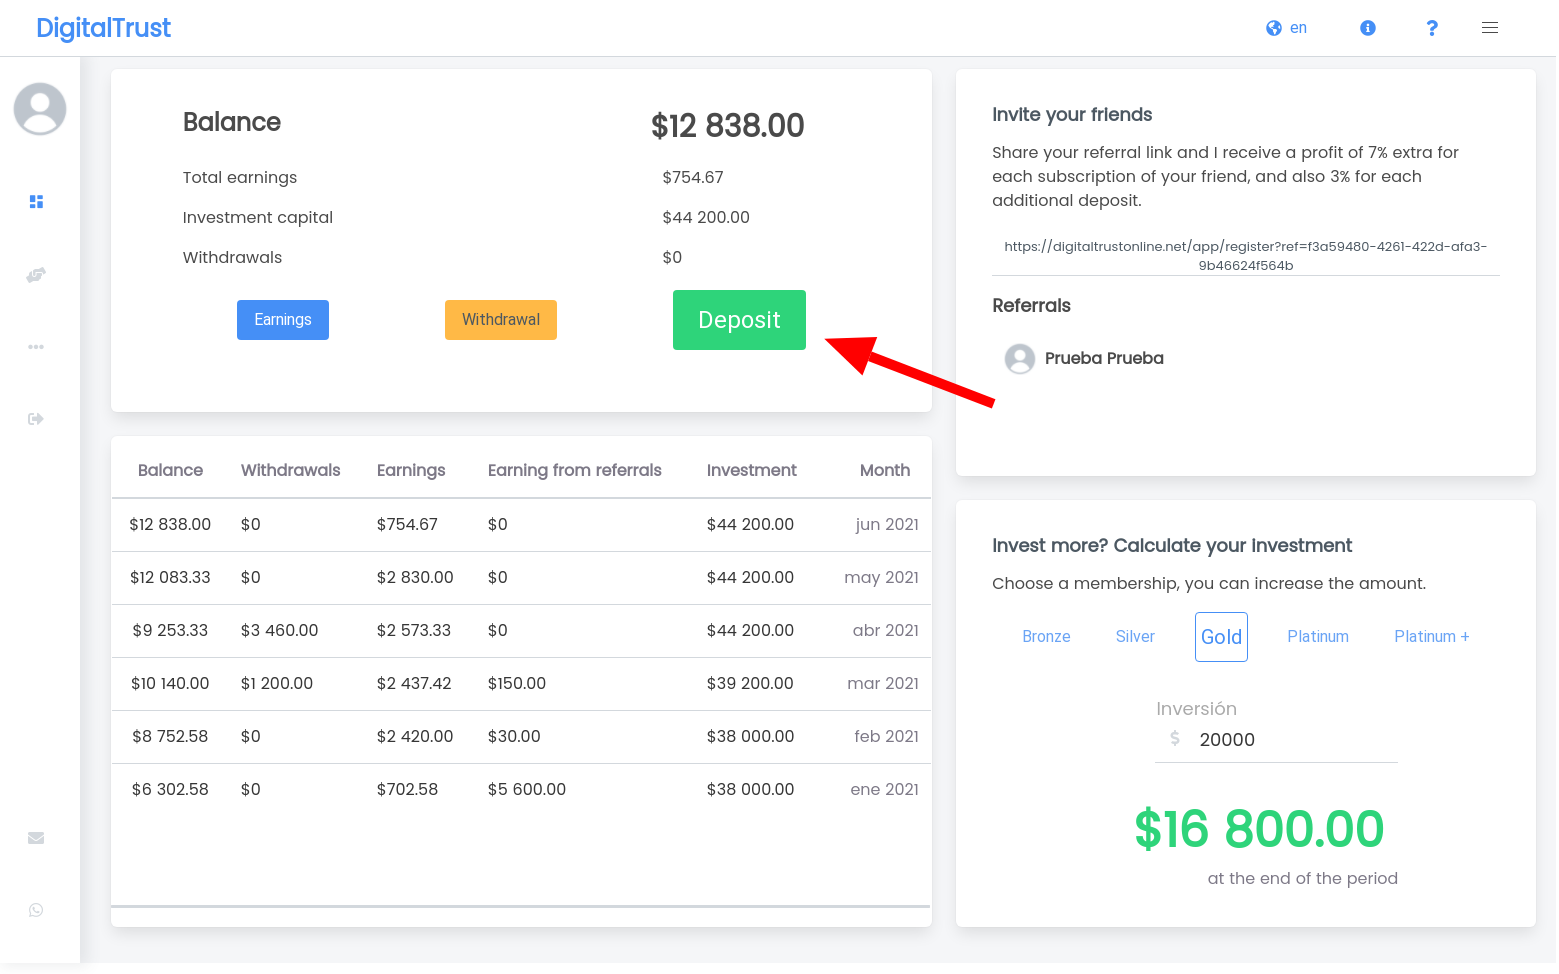 DigitalTrust
en
Balance $12 838.00
Total earnings $754.67
Investment capital $44 200.00
Withdrawals $0
Earnings Withdrawal Deposit
Balance Withdrawals Earnings Earning from referrals Investment Month
$12 838.00 $0 $754.67 $0 $44 200.00 jun 2021
$12 083.33 $0 $2 830.00 $0 $44 200.00 may 2021
$9 253.33 $3 460.00 $2 573.33 $0 $44 200.00 abr 2021
$10 140.00 $1 200.00 $2 437.42 $150.00 $39 200.00 mar 2021
$8 752.58 $0 $2 420.00 $30.00 $38 000.00 feb 2021
$6 302.58 $0 $702.58 $5 600.00 $38 000.00 ene 2021
Invite your friends
Share your referral link and I receive a profit of 7% extra for
each subscription of your friend, and also 3% for each
additional deposit.
https://digitaltrustonline.net/app/register?ref=f3a59480-4261-422d-afa3-
9b46624f564b
Referrals
Prueba Prueba
Invest more? Calculate your investment
Choose a membership, you can increase the amount.
Bronze Silver Gold Platinum Platinum +
Inversión
$ 20000
$16 800.00
at the end of the period